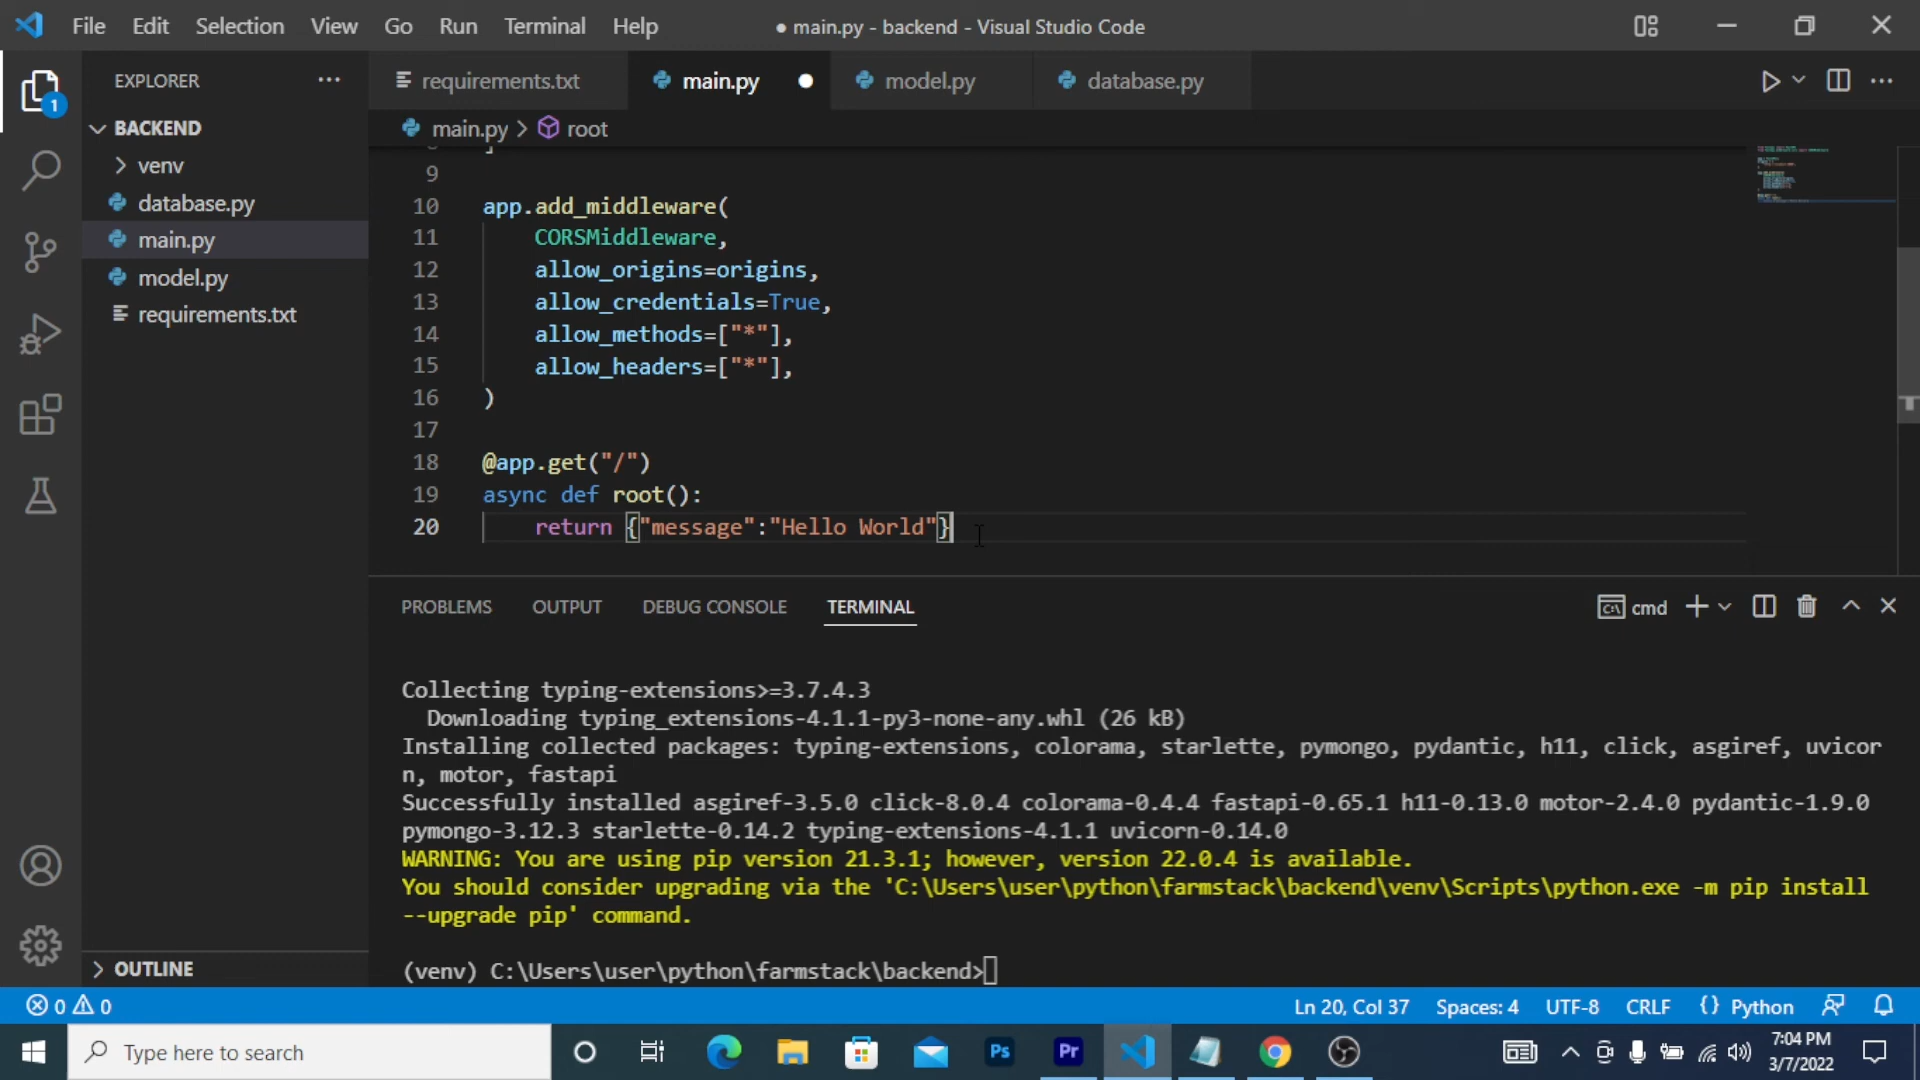 File Edit Selection View Go Run Terminal Help ● main.py - backend - Visual Studio Code
EXPLORER ···
requirements.txt main.py ● model.py database.py
main.py > root
BACKEND
venv
database.py
main.py
model.py
requirements.txt
OUTLINE
9
10 app.add_middleware(
11 CORSMiddleware,
12 allow_origins=origins,
13 allow_credentials=True,
14 allow_methods=["*"],
15 allow_headers=["*"],
16 )
17
18 @app.get("/")
19 async def root():
20 return {"message":"Hello World"}
PROBLEMS OUTPUT DEBUG CONSOLE TERMINAL cmd
Collecting typing-extensions>=3.7.4.3
Downloading typing_extensions-4.1.1-py3-none-any.whl (26 kB)
Installing collected packages: typing-extensions, colorama, starlette, pymongo, pydantic, h11, click, asgiref, uvicor
n, motor, fastapi
Successfully installed asgiref-3.5.0 click-8.0.4 colorama-0.4.4 fastapi-0.65.1 h11-0.13.0 motor-2.4.0 pydantic-1.9.0
pymongo-3.12.3 starlette-0.14.2 typing-extensions-4.1.1 uvicorn-0.14.0
WARNING: You are using pip version 21.3.1; however, version 22.0.4 is available.
You should consider upgrading via the 'C:\Users\user\python\farmstack\backend\venv\Scripts\python.exe -m pip install
--upgrade pip' command.
(venv) C:\Users\user\python\farmstack\backend>
0 0 Ln 20, Col 37 Spaces: 4 UTF-8 CRLF {} Python
Type here to search
Ps Pr
7:04 PM
3/7/2022
1